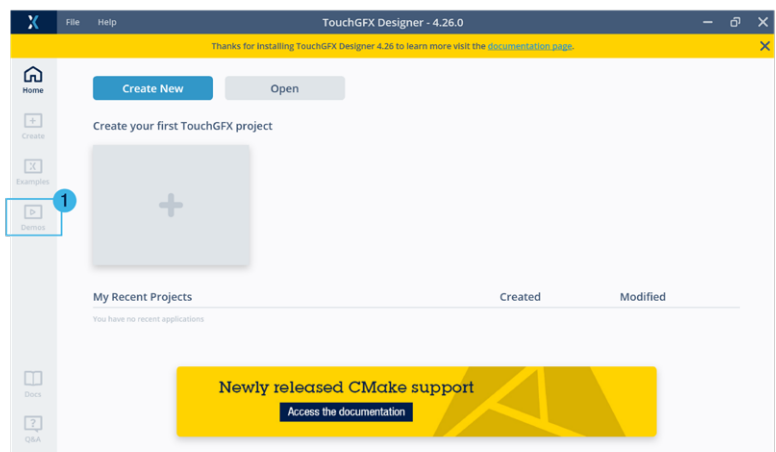 File Help TouchGFX Designer - 4.26.0
Thanks for installing TouchGFX Designer 4.26 to learn more visit the documentation page.
Home
Create New Open
Create
Create your first TouchGFX project
Examples
1
Demos
My Recent Projects Created Modified
You have no recent applications
Newly released CMake support
Access the documentation
Docs
Q&A